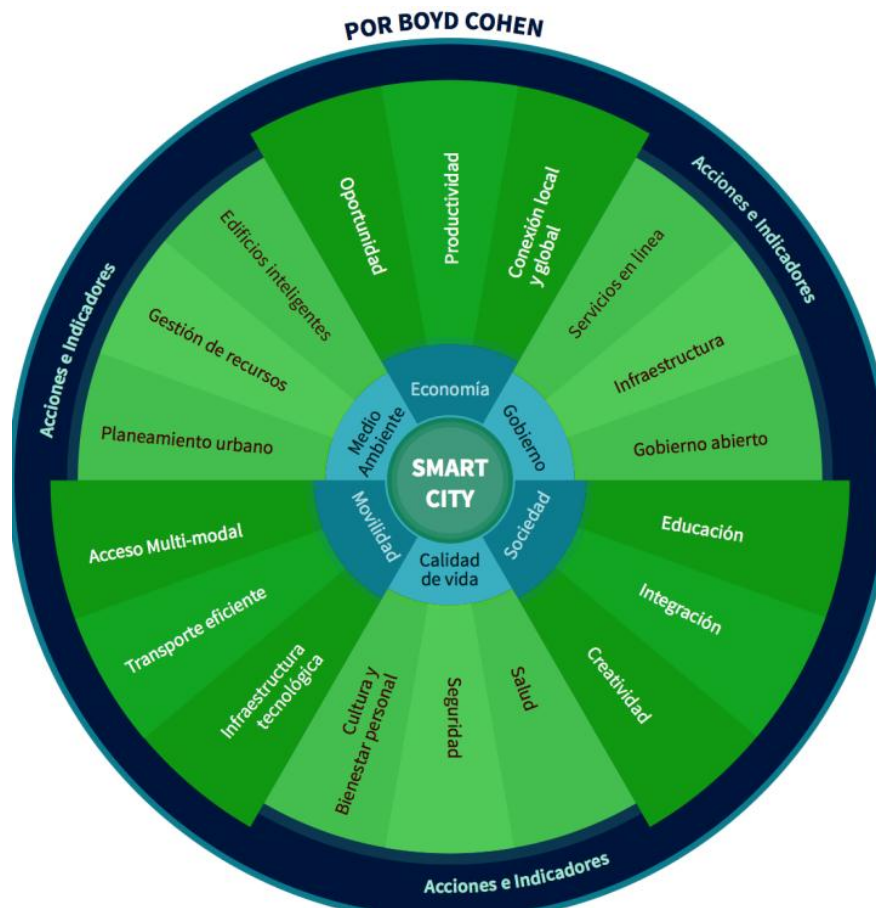 POR BOYD COHEN
Acciones e Indicadores
Acciones e Indicadores
Acciones e Indicadores
Oportunidad
Productividad
Conexión local
y global
Servicios en linea
Infraestructura
Gobierno abierto
Educación
Integración
Creatividad
Salud
Seguridad
Cultura y
Bienestar personal
Infraestructura
tecnológica
Transporte eficiente
Acceso Multi-modal
Planeamiento urbano
Gestión de recursos
Edificios inteligentes
Economía
Gobierno
Sociedad
Calidad
de vida
Movilidad
Medio
Ambiente
SMART
CITY